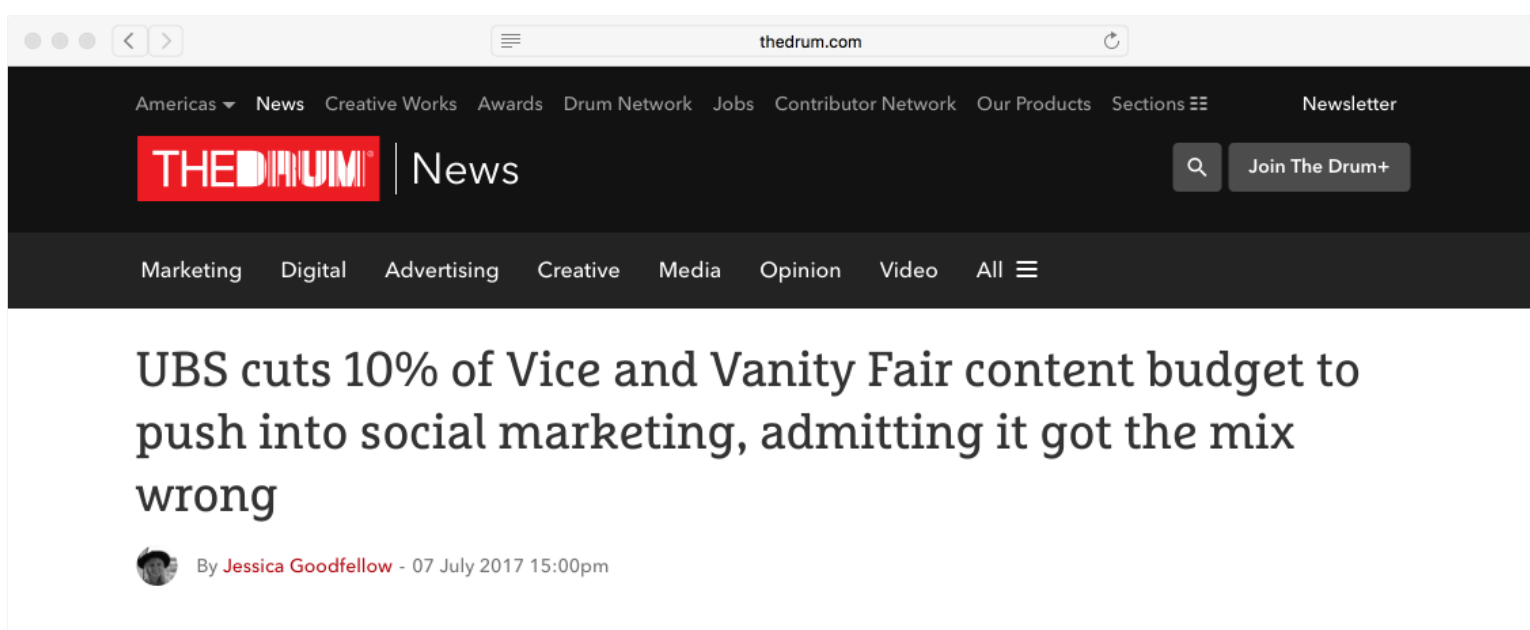 thedrum.com
Americas News Creative Works Awards Drum Network Jobs Contributor Network Our Products Sections Newsletter
THEDRUM® News
Join The Drum+
Marketing Digital Advertising Creative Media Opinion Video All
UBS cuts 10% of Vice and Vanity Fair content budget to
push into social marketing, admitting it got the mix
wrong
By Jessica Goodfellow - 07 July 2017 15:00pm